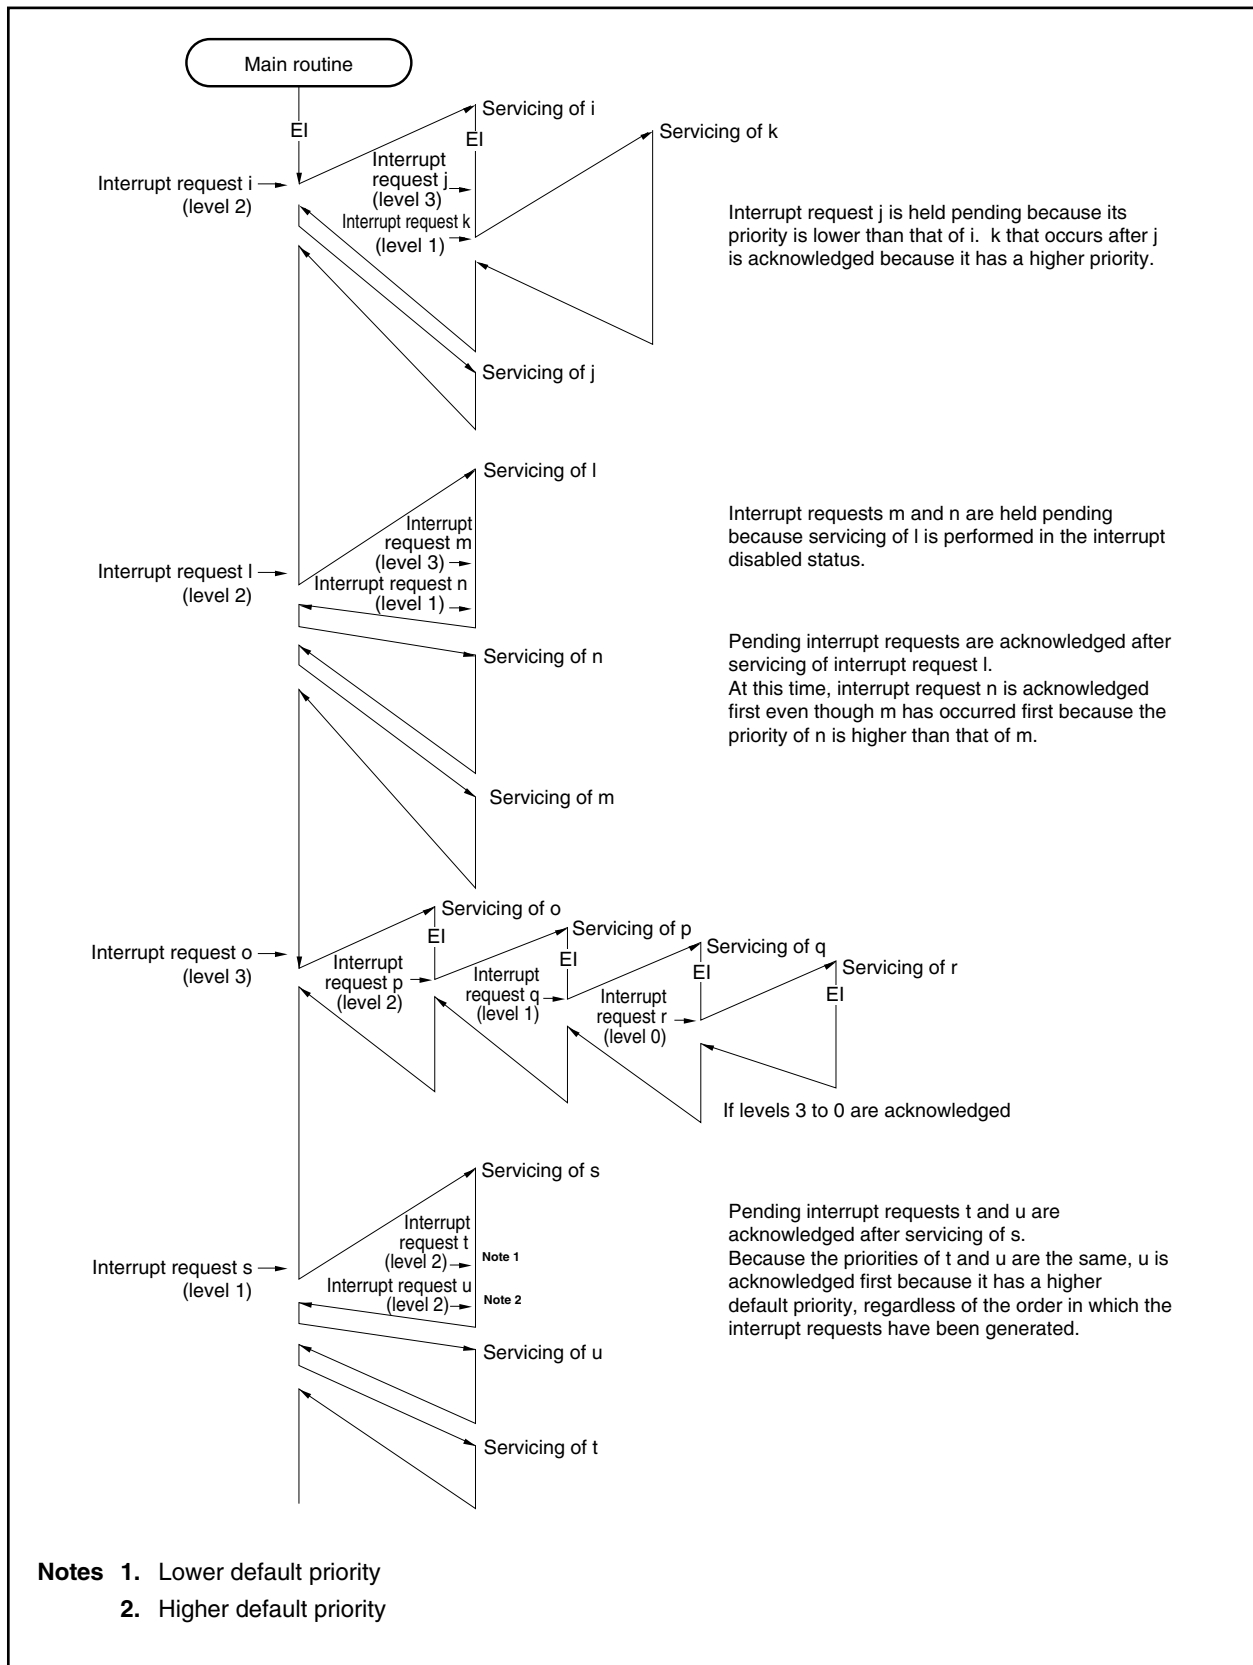 Main routine
EI
Servicing of i
EI
Servicing of k
Interrupt request i
(level 2)
Interrupt
request j
(level 3)
Interrupt request k
(level 1)
Interrupt request j is held pending because its
priority is lower than that of i. k that occurs after j
is acknowledged because it has a higher priority.
Servicing of j
Servicing of l
Interrupt request l
(level 2)
Interrupt
request m
(level 3)
Interrupt request n
(level 1)
Interrupt requests m and n are held pending
because servicing of l is performed in the interrupt
disabled status.
Servicing of n
Pending interrupt requests are acknowledged after
servicing of interrupt request l.
At this time, interrupt request n is acknowledged
first even though m has occurred first because the
priority of n is higher than that of m.
Servicing of m
Servicing of o
EI
Servicing of p
EI
Servicing of q
EI
Servicing of r
EI
Interrupt request o
(level 3)
Interrupt
request p
(level 2)
Interrupt
request q
(level 1)
Interrupt
request r
(level 0)
If levels 3 to 0 are acknowledged
Servicing of s
Interrupt request s
(level 1)
Interrupt
request t
(level 2)
Note 1
Interrupt request u
(level 2)
Note 2
Pending interrupt requests t and u are
acknowledged after servicing of s.
Because the priorities of t and u are the same, u is
acknowledged first because it has a higher
default priority, regardless of the order in which the
interrupt requests have been generated.
Servicing of u
Servicing of t
Notes 1. Lower default priority
2. Higher default priority